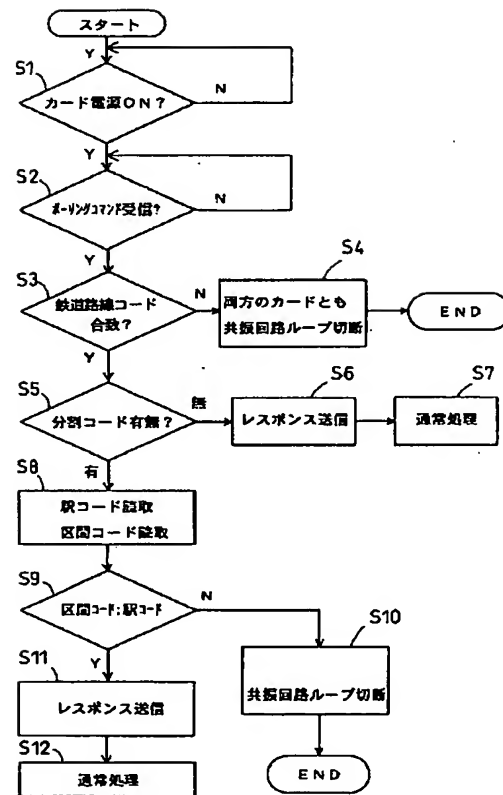 スタート
Y
S1
カード電源ON?
N
Y
S2
ポーリングコマンド受信?
N
Y
S3
鉄道路線コード
合致?
N
S4
両方のカードとも
共振回路ループ切断
END
Y
S5
分割コード有無?
無
S6
レスポンス送信
S7
通常処理
有
S8
駅コード監取
区間コード監取
S9
区間コード:駅コード
N
S10
共振回路ループ切断
END
Y
S11
レスポンス送信
S12
通常処理